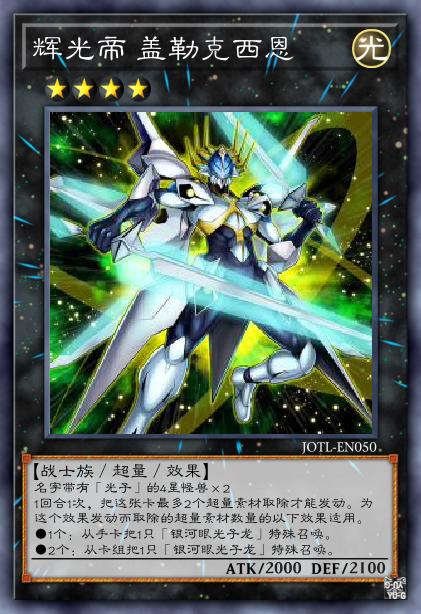 辉光帝 盖勒克西恩
光
JOTL-EN050
【战士族／超量／效果】
名字带有「光子」的4星怪兽×2
1回合1次，把这张卡最多2个超量素材取除才能发动。为
这个效果发动而取除的超量素材数量的以下效果适用。
●1个：从手卡把1只「银河眼光子龙」特殊召唤。
●2个：从卡组把1只「银河眼光子龙」特殊召唤。
ATK/2000 DEF/2100